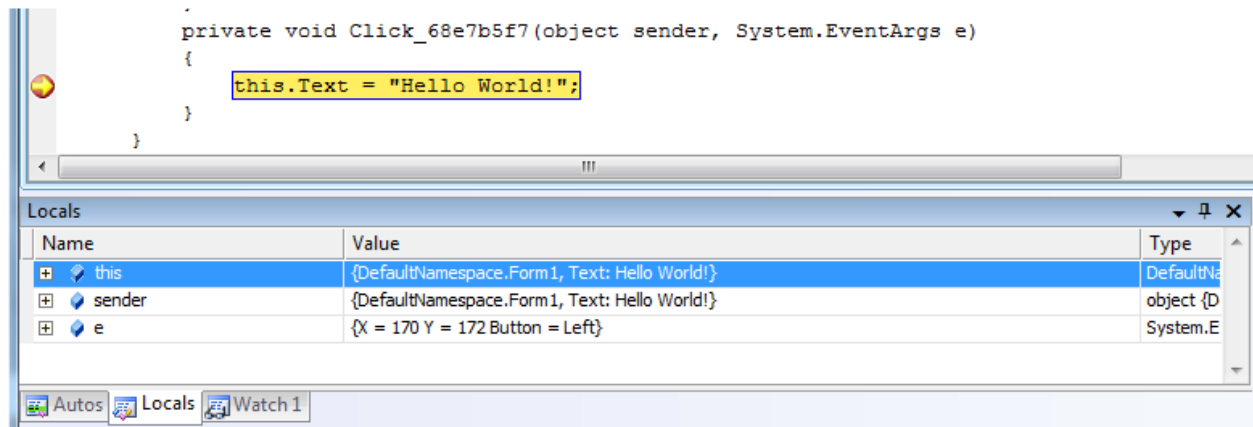 private void Click_68e7b5f7(object sender, System.EventArgs e)
{
this.Text = "Hello World!";
}
}
Locals
Name Value Type
this {DefaultNamespace.Form1, Text: Hello World!} DefaultNa
sender {DefaultNamespace.Form1, Text: Hello World!} object {D
e {X = 170 Y = 172 Button = Left} System.E
Autos Locals Watch 1